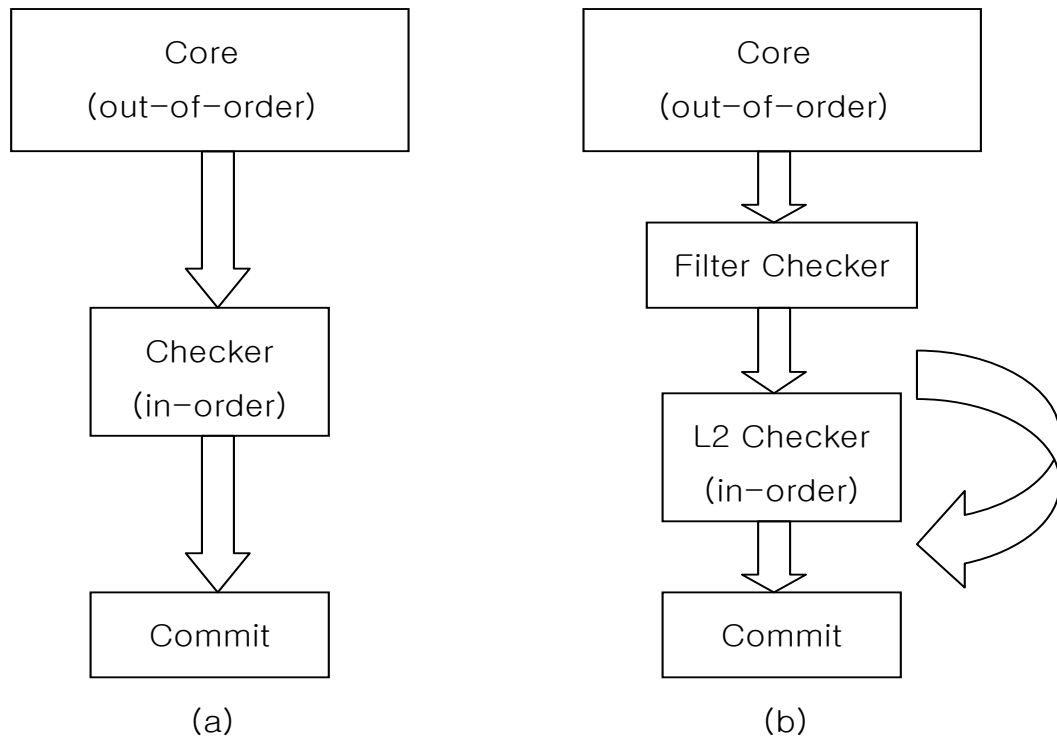 Core
(out-of-order)
Checker
(in-order)
Commit
(a)
Core
(out-of-order)
Filter Checker
L2 Checker
(in-order)
Commit
(b)